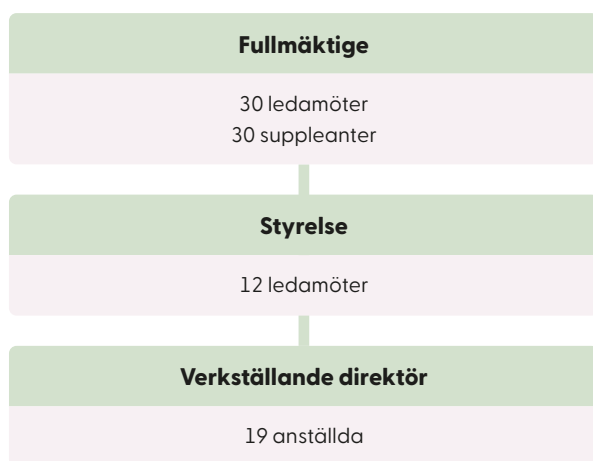 Fullmäktige
30 ledamöter
30 suppleanter
Styrelse
12 ledamöter
Verkställande direktör
19 anställda